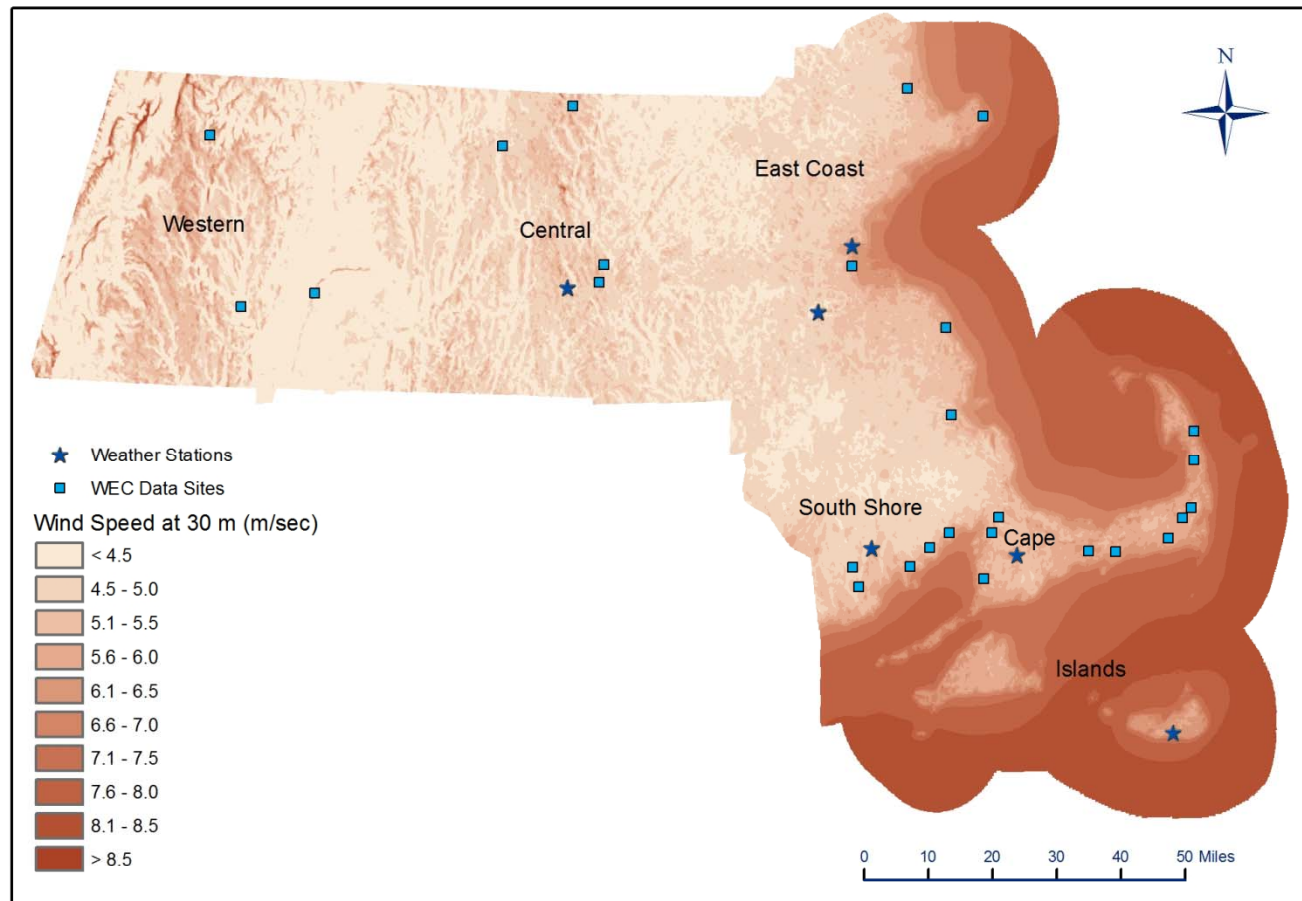 N
East Coast
Western
Central
Weather Stations
WEC Data Sites
South Shore
Cape
Islands
Wind Speed at 30 m (m/sec)
< 4.5
4.5 - 5.0
5.1 - 5.5
5.6 - 6.0
6.1 - 6.5
6.6 - 7.0
7.1 - 7.5
7.6 - 8.0
8.1 - 8.5
> 8.5
0 10 20 30 40 50 Miles